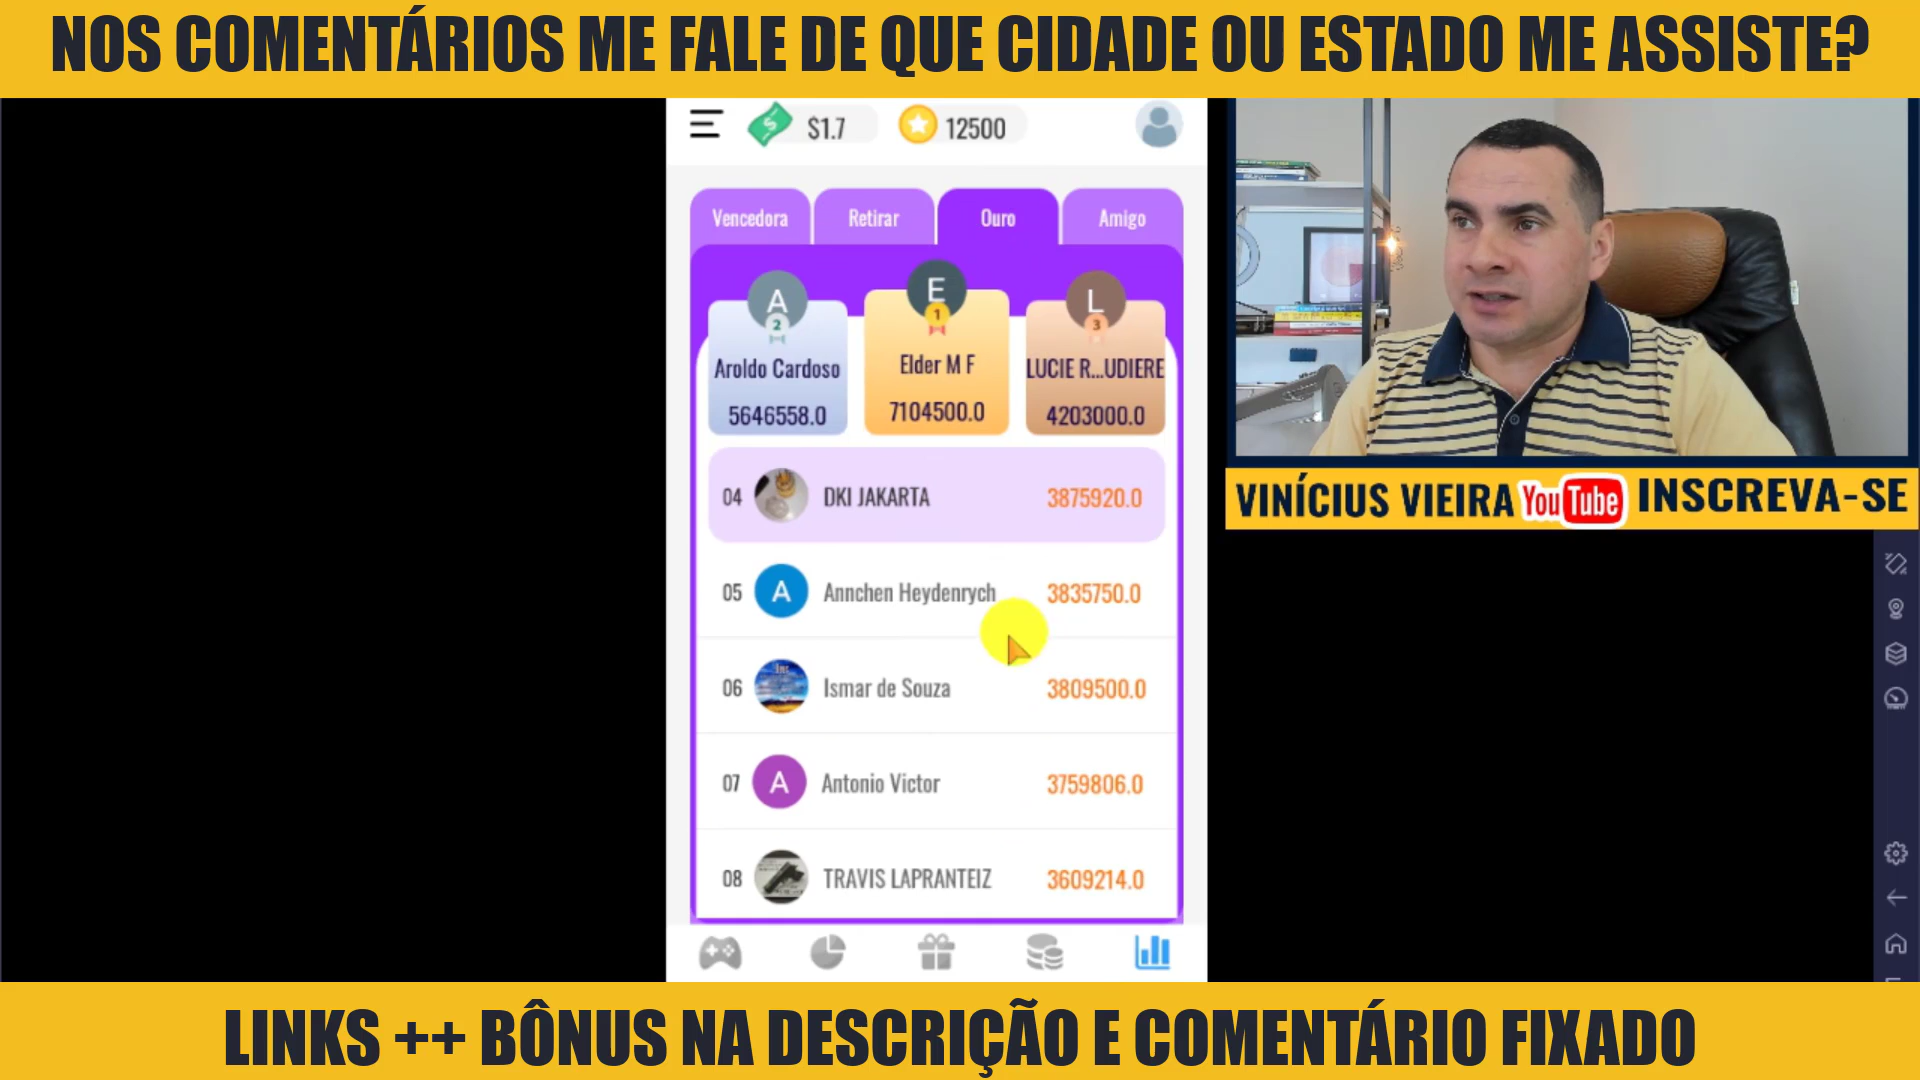 NOS COMENTÁRIOS ME FALE DE QUE CIDADE OU ESTADO ME ASSISTE?
$1.7
12500
Vencedora
Retirar
Ouro
Amigo
A
2
Aroldo Cardoso
5646558.0
E
1
Elder M F
7104500.0
L
3
LUCIE R...UDIERE
4203000.0
04 DKI JAKARTA 3875920.0
05 A Annchen Heydenrych 3835750.0
06 Ismar de Souza 3809500.0
07 A Antonio Victor 3759806.0
08 TRAVIS LAPRANTEIZ 3609214.0
VINÍCIUS VIEIRA YouTube INSCREVA-SE
LINKS ++ BÔNUS NA DESCRIÇÃO E COMENTÁRIO FIXADO